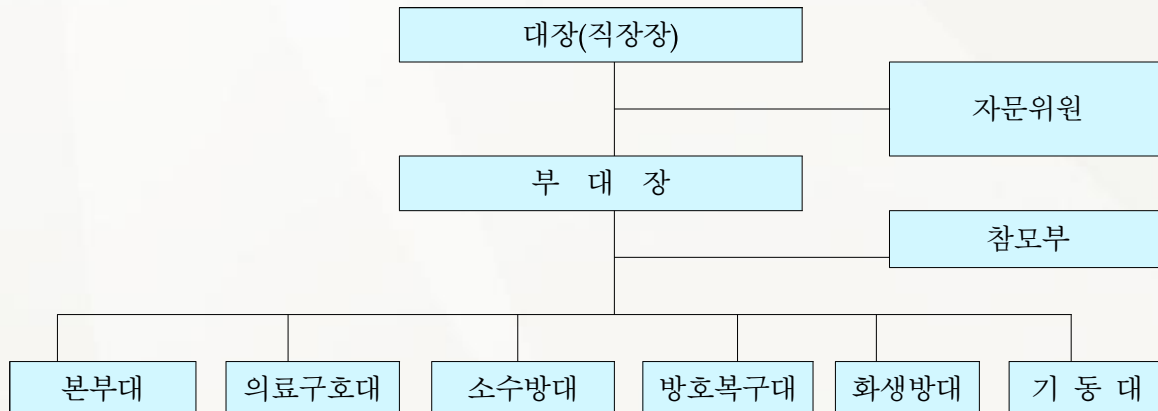 대장(직장장)
자문위원
부 대 장
참모부
본부대
의료구호대
소수방대
방호복구대
화생방대
기 동 대